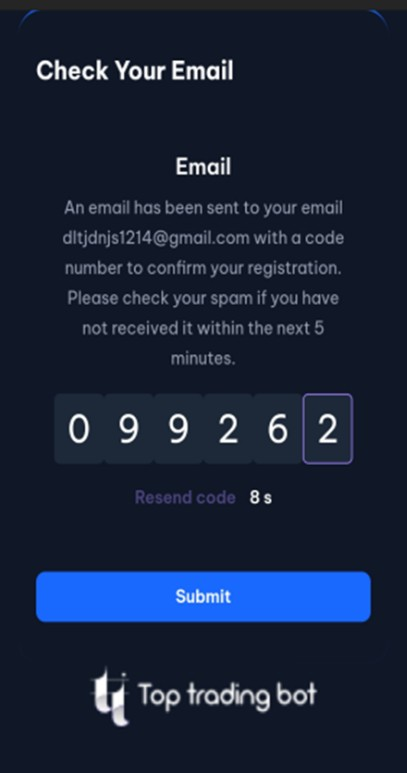 Check Your Email
Email
An email has been sent to your email
dltjdnjs1214@gmail.com with a code
number to confirm your registration.
Please check your spam if you have
not received it within the next 5
minutes.
0 9 9 2 6 2
Resend code 8 s
Submit
Top trading bot